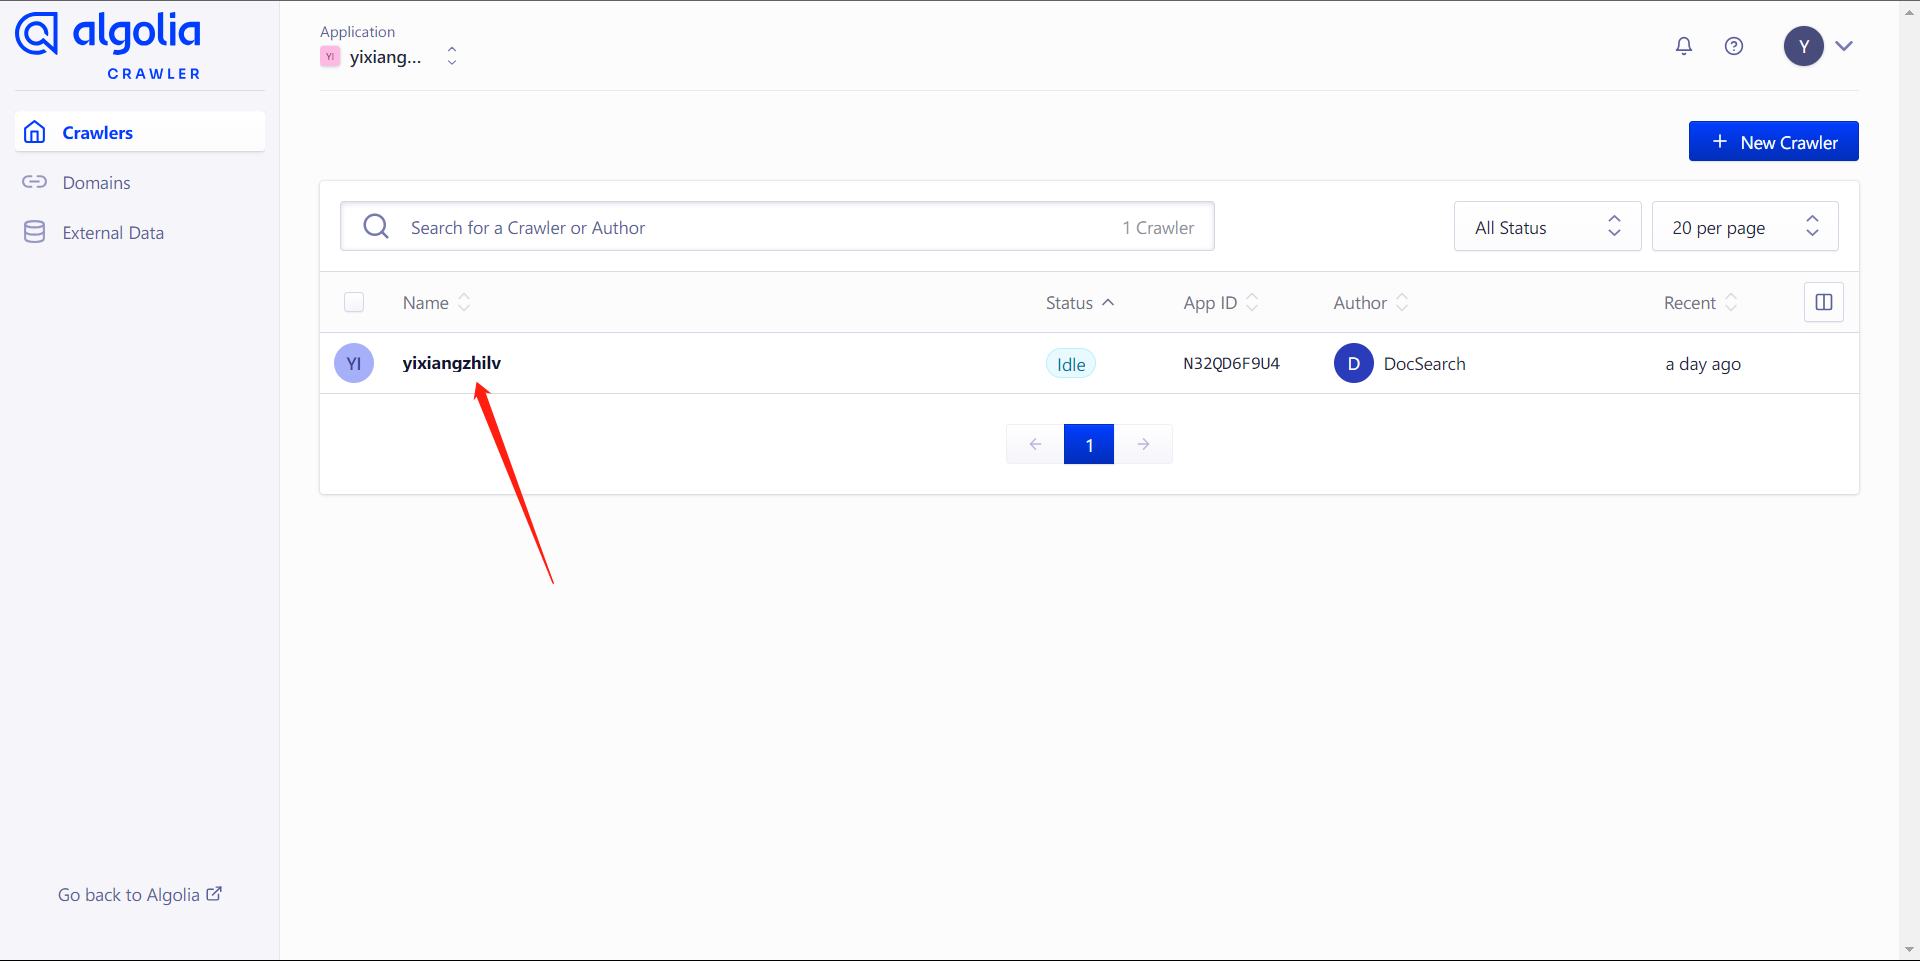 algolia
CRAWLER
Crawlers
Domains
External Data
Go back to Algolia
Application
YI yixiang...
Y
New Crawler
Search for a Crawler or Author 1 Crawler
All Status
20 per page
Name Status App ID Author Recent
YI yixiangzhilv Idle N32QD6F9U4 D DocSearch a day ago
1